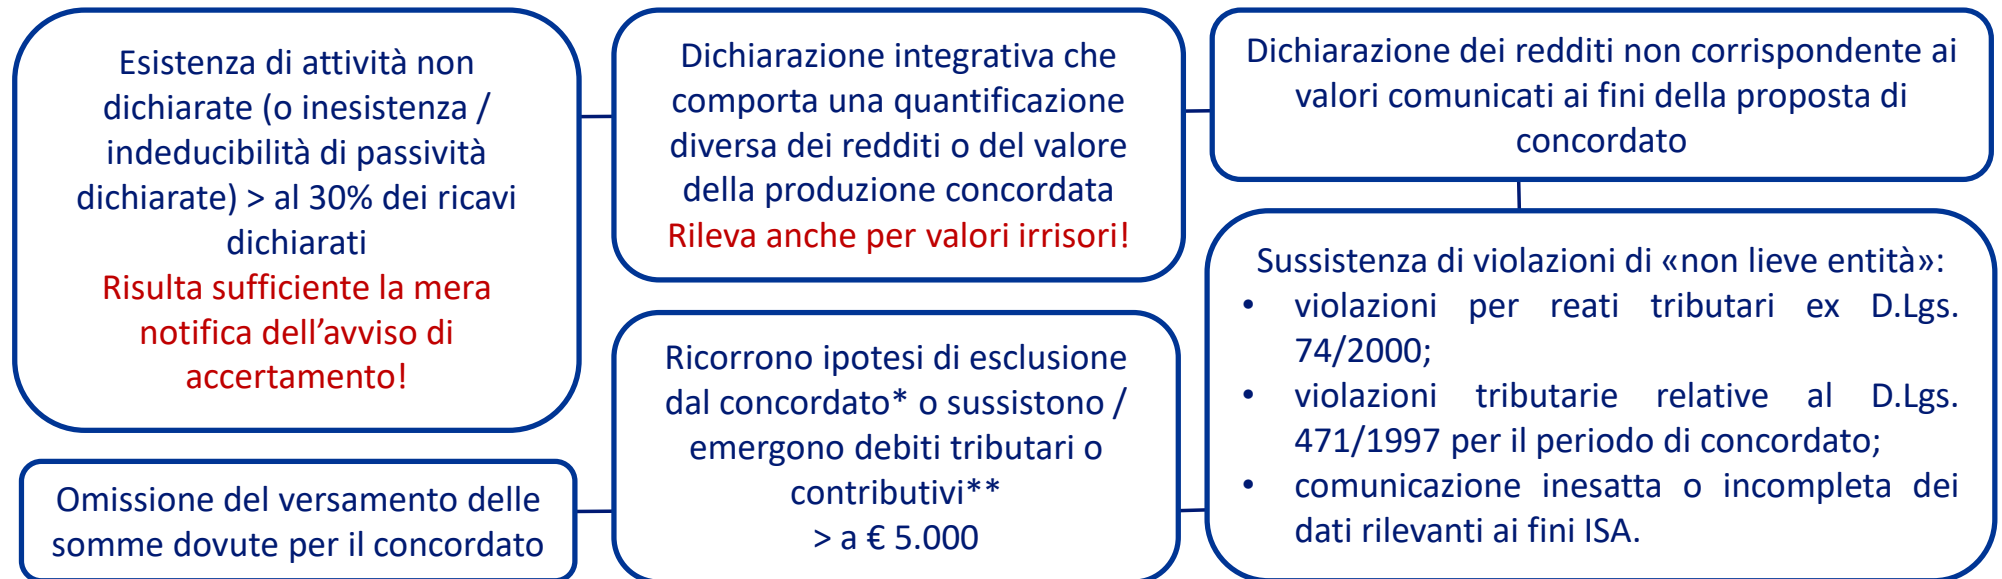 Esistenza di attività non
dichiarate (o inesistenza /
indeducibilità di passività
dichiarate) > al 30% dei ricavi
dichiarati
Risulta sufficiente la mera
notifica dell’avviso di
accertamento!
Dichiarazione integrativa che
comporta una quantificazione
diversa dei redditi o del valore
della produzione concordata
Rileva anche per valori irrisori!
Dichiarazione dei redditi non corrispondente ai
valori comunicati ai fini della proposta di
concordato
Sussistenza di violazioni di «non lieve entità»:
• violazioni per reati tributari ex D.Lgs.
74/2000;
• violazioni tributarie relative al D.Lgs.
471/1997 per il periodo di concordato;
• comunicazione inesatta o incompleta dei
dati rilevanti ai fini ISA.
Ricorrono ipotesi di esclusione
dal concordato* o sussistono /
emergono debiti tributari o
contributivi**
> a € 5.000
Omissione del versamento delle
somme dovute per il concordato